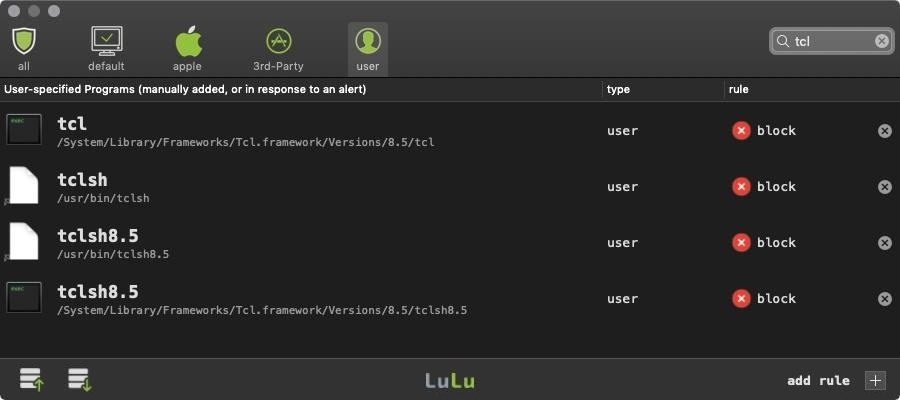 tcl
all
default
apple
3rd-Party
user
User-specified Programs (manually added, or in response to an alert)
type
rule
exec
tcl
/System/Library/Frameworks/Tcl.framework/Versions/8.5/tcl
user
block
tclsh
/usr/bin/tclsh
user
block
tclsh8.5
/usr/bin/tclsh8.5
user
block
exec
tclsh8.5
/System/Library/Frameworks/Tcl.framework/Versions/8.5/tclsh8.5
user
block
LuLu
add rule